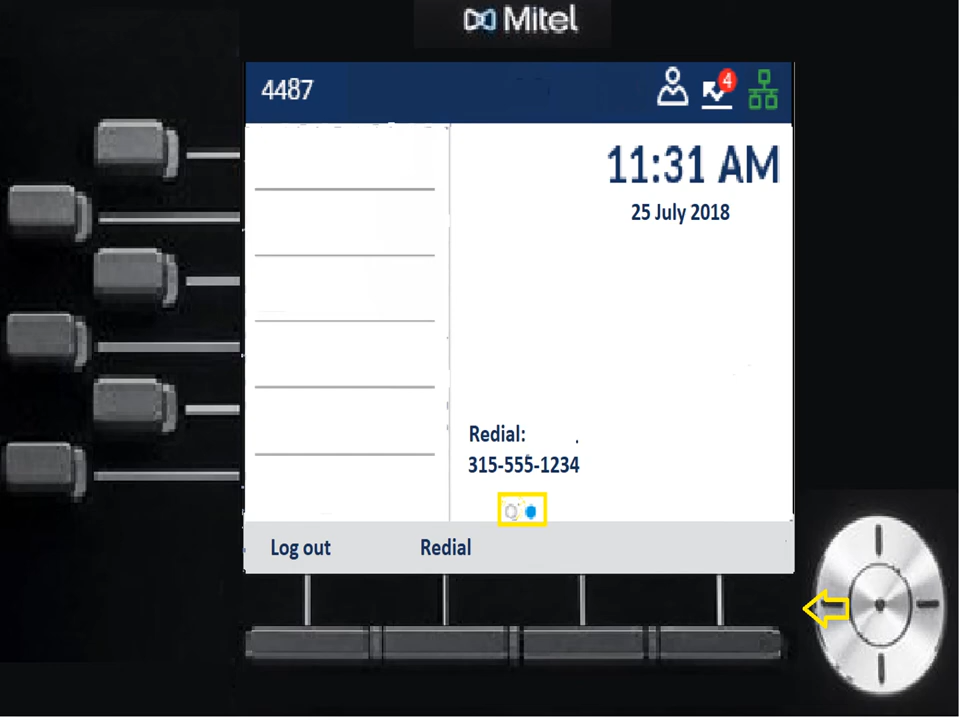 Mitel
4487
4
11:31 AM
25 July 2018
Redial:
315-555-1234
Log out
Redial